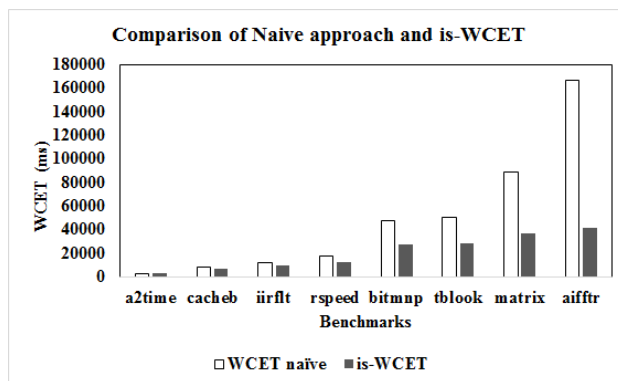 Comparison of Naive approach and is-WCET
180000
160000
140000
120000
100000
80000
60000
40000
20000
0
WCET (ms)
a2time cacheb iirflt rspeed bitmnp tblook matrix aifftr
Benchmarks
WCET naïve is-WCET